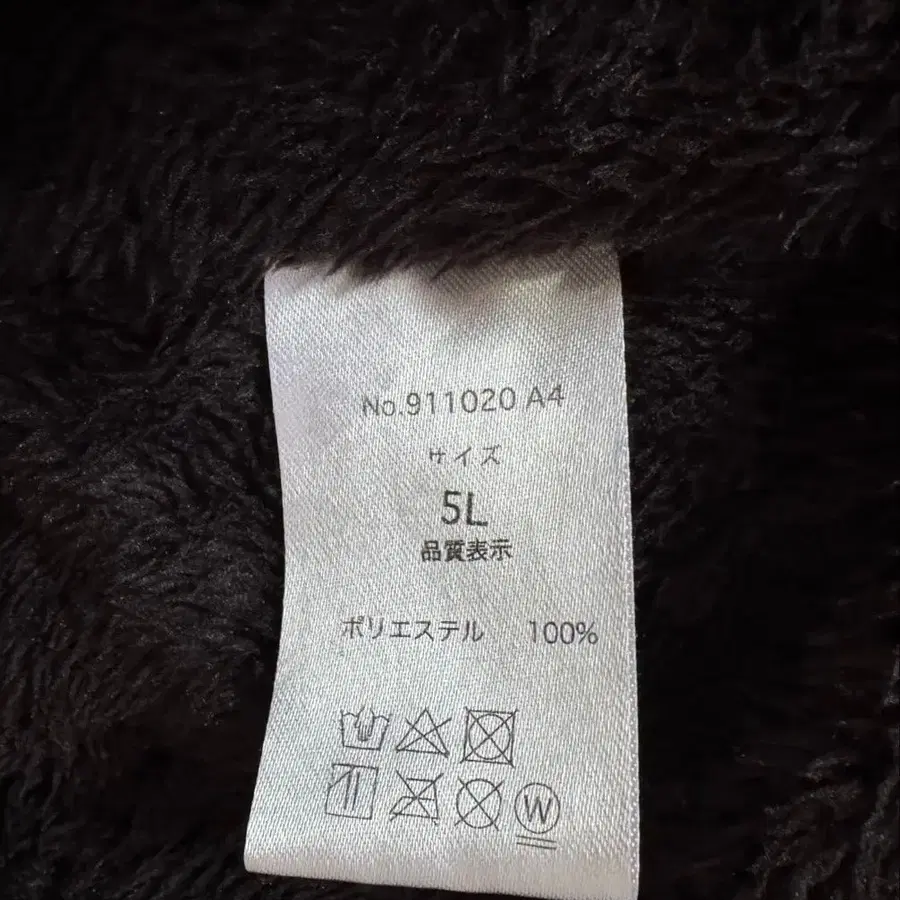 No.911020 A4
サイズ
5L
品質表示
ポリエステル 100%
W